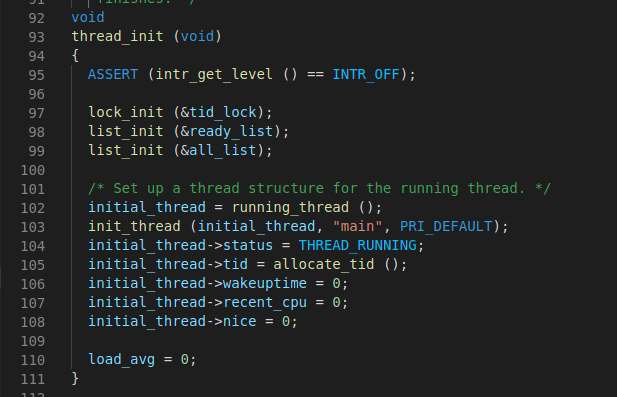 91 finishes. */
92 void
93 thread_init (void)
94 {
95   ASSERT (intr_get_level () == INTR_OFF);
96
97   lock_init (&tid_lock);
98   list_init (&ready_list);
99   list_init (&all_list);
100
101   /* Set up a thread structure for the running thread. */
102   initial_thread = running_thread ();
103   init_thread (initial_thread, "main", PRI_DEFAULT);
104   initial_thread->status = THREAD_RUNNING;
105   initial_thread->tid = allocate_tid ();
106   initial_thread->wakeuptime = 0;
107   initial_thread->recent_cpu = 0;
108   initial_thread->nice = 0;
109
110   load_avg = 0;
111 }
112